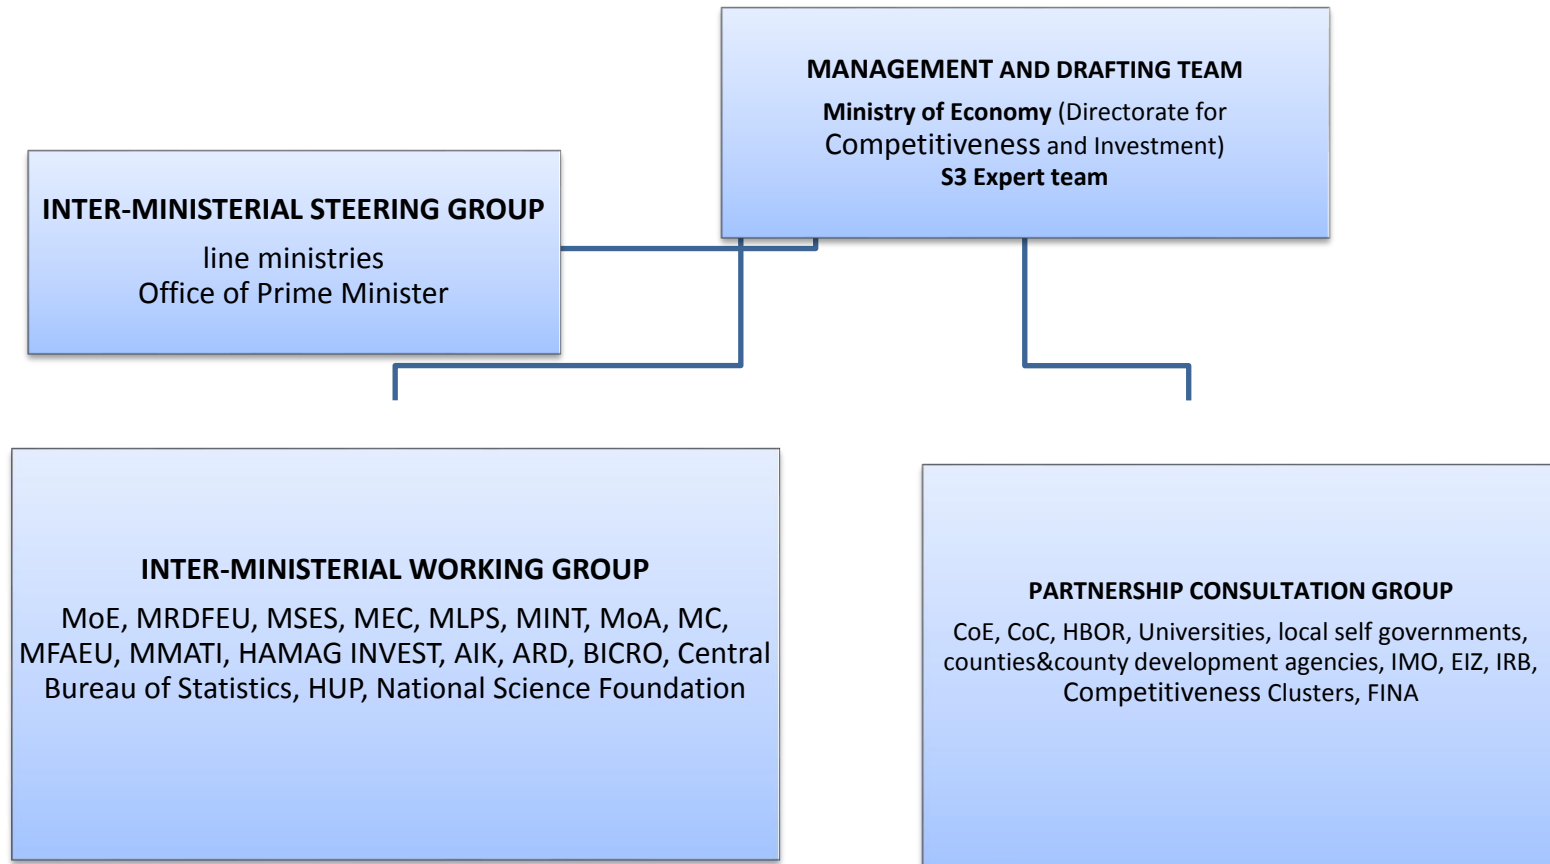 MANAGEMENT AND DRAFTING TEAM
Ministry of Economy (Directorate for
Competitiveness and Investment)
S3 Expert team
INTER-MINISTERIAL STEERING GROUP
line ministries
Office of Prime Minister
INTER-MINISTERIAL WORKING GROUP
MoE, MRDFEU, MSES, MEC, MLPS, MINT, MoA, MC,
MFAEU, MMATI, HAMAG INVEST, AIK, ARD, BICRO, Central
Bureau of Statistics, HUP, National Science Foundation
PARTNERSHIP CONSULTATION GROUP
CoE, CoC, HBOR, Universities, local self governments,
counties&county development agencies, IMO, EIZ, IRB,
Competitiveness Clusters, FINA